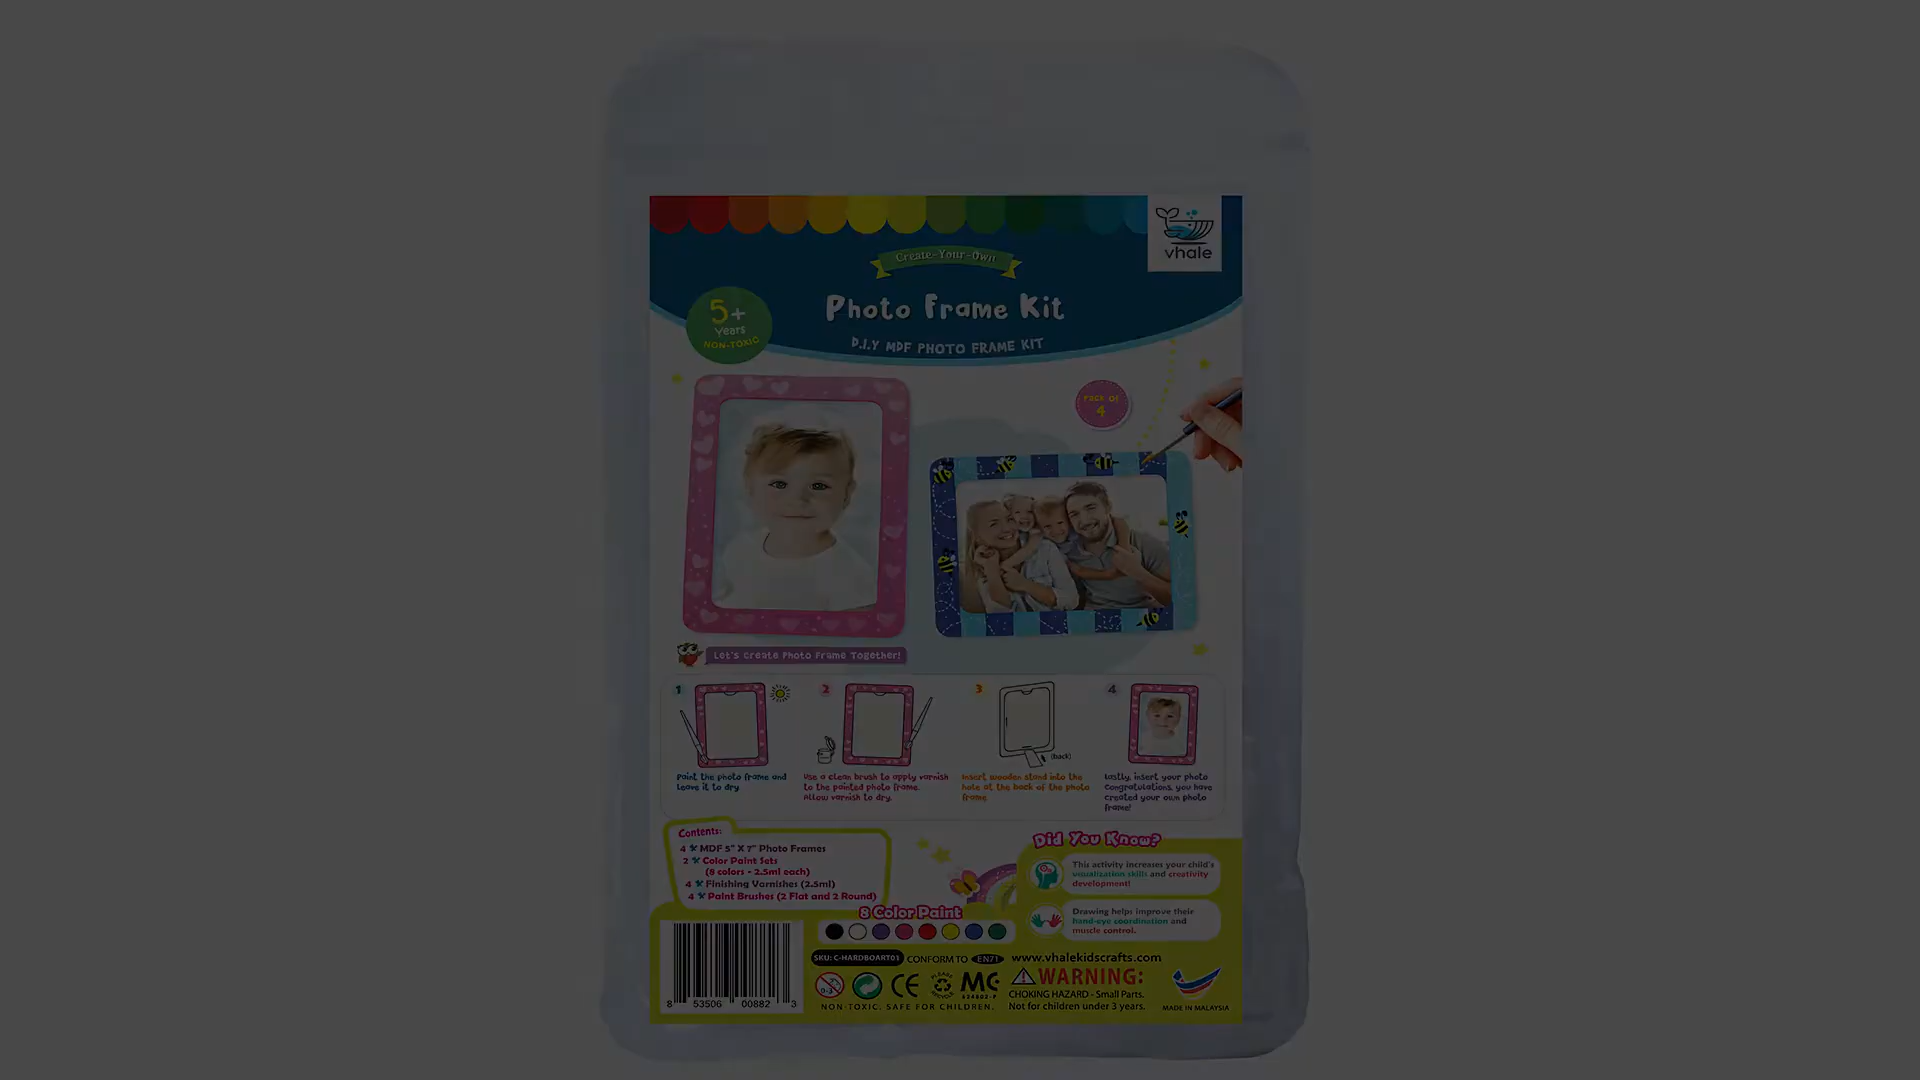 vhale
Create-Your-Own
Photo Frame Kit
D.I.Y MDF PHOTO FRAME KIT
5+
Years
NON-TOXIC
Pack of
4
Let's Create Photo Frame Together!
1
2
3
4
(back)
Paint the photo frame and
leave it to dry
Use a clean brush to apply varnish
to the painted photo frame.
Allow varnish to dry.
Insert wooden stand into the
hole at the back of the photo
frame
Lastly, insert your photo
Congratulations, you have
created your own photo
frame!
Contents:
4 x MDF 5" X 7" Photo Frames
2 x Color Paint Sets
(8 colors - 2.5ml each)
4 x Finishing Varnishes (2.5ml)
4 x Paint Brushes (2 Flat and 2 Round)
Did You Know?
This activity increases your child's
visualization skills and creativity
development!
Drawing helps improve their
hand-eye coordination and
muscle control.
8 Color Paint
SKU: C-HARDBOART01 CONFORM TO EN71 www.vhalekidscrafts.com
0-3
CE
PLEASE
RECYCLE
MC
WARNING:
CHOKING HAZARD - Small Parts.
Not for children under 3 years.
NON-TOXIC. SAFE FOR CHILDREN.
MADE IN MALAYSIA
8 53506 00882 3